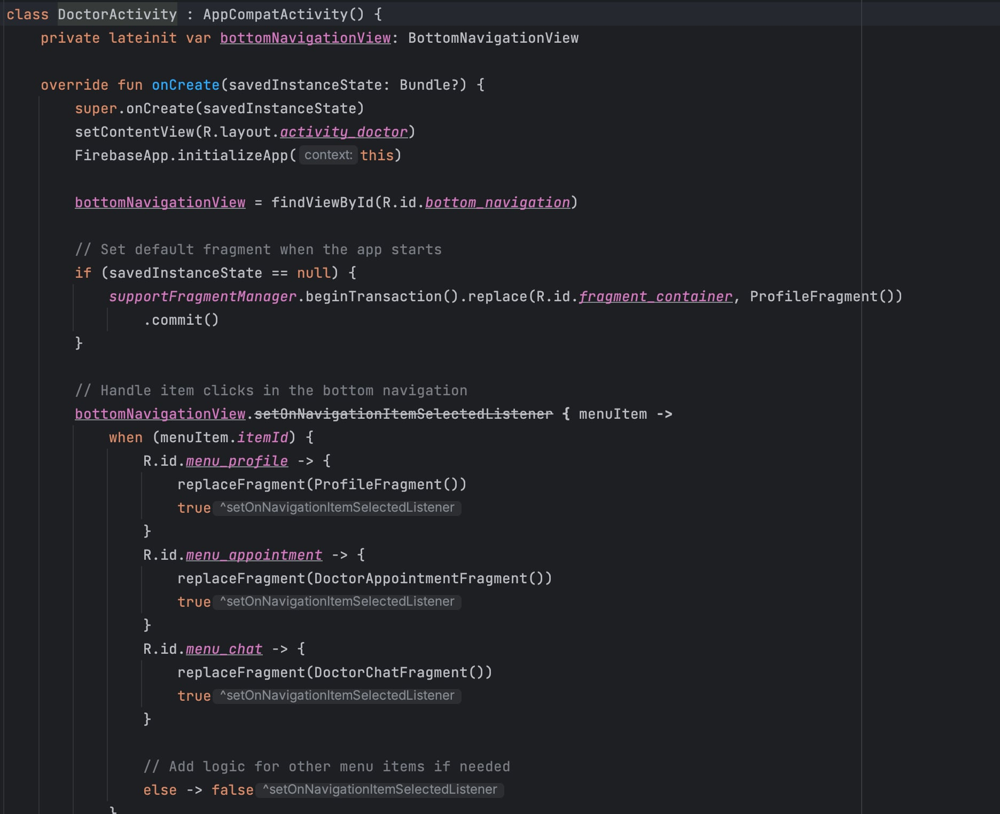 class DoctorActivity : AppCompatActivity() {
    private lateinit var bottomNavigationView: BottomNavigationView

    override fun onCreate(savedInstanceState: Bundle?) {
        super.onCreate(savedInstanceState)
        setContentView(R.layout.activity_doctor)
        FirebaseApp.initializeApp( context: this)

        bottomNavigationView = findViewById(R.id.bottom_navigation)

        // Set default fragment when the app starts
        if (savedInstanceState == null) {
            supportFragmentManager.beginTransaction().replace(R.id.fragment_container, ProfileFragment())
                .commit()
        }

        // Handle item clicks in the bottom navigation
        bottomNavigationView.setOnNavigationItemSelectedListener { menuItem ->
            when (menuItem.itemId) {
                R.id.menu_profile -> {
                    replaceFragment(ProfileFragment())
                    true ^setOnNavigationItemSelectedListener
                }
                R.id.menu_appointment -> {
                    replaceFragment(DoctorAppointmentFragment())
                    true ^setOnNavigationItemSelectedListener
                }
                R.id.menu_chat -> {
                    replaceFragment(DoctorChatFragment())
                    true ^setOnNavigationItemSelectedListener
                }

                // Add logic for other menu items if needed
                else -> false ^setOnNavigationItemSelectedListener
            }